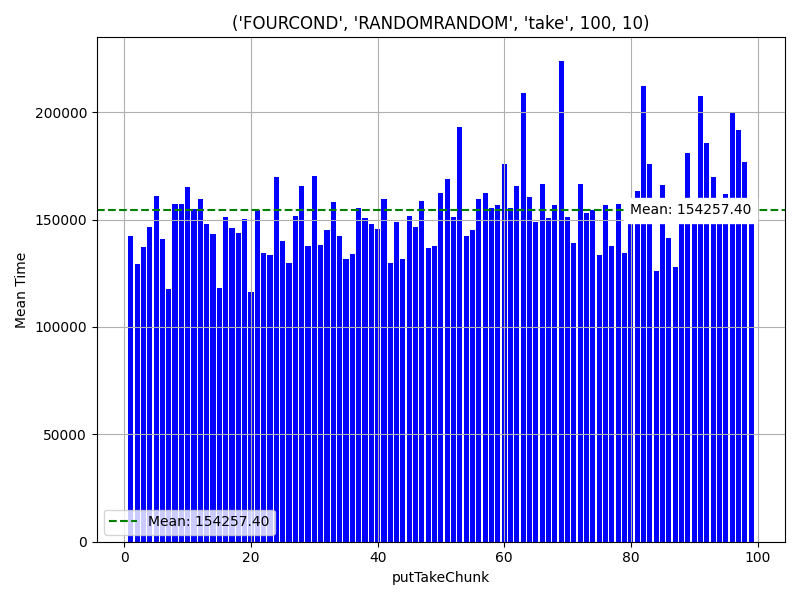 ('FOURCOND', 'RANDOMRANDOM', 'take', 100, 10)
Mean Time
200000
150000
100000
50000
0
Mean: 154257.40
Mean: 154257.40
0 20 40 60 80 100
putTakeChunk